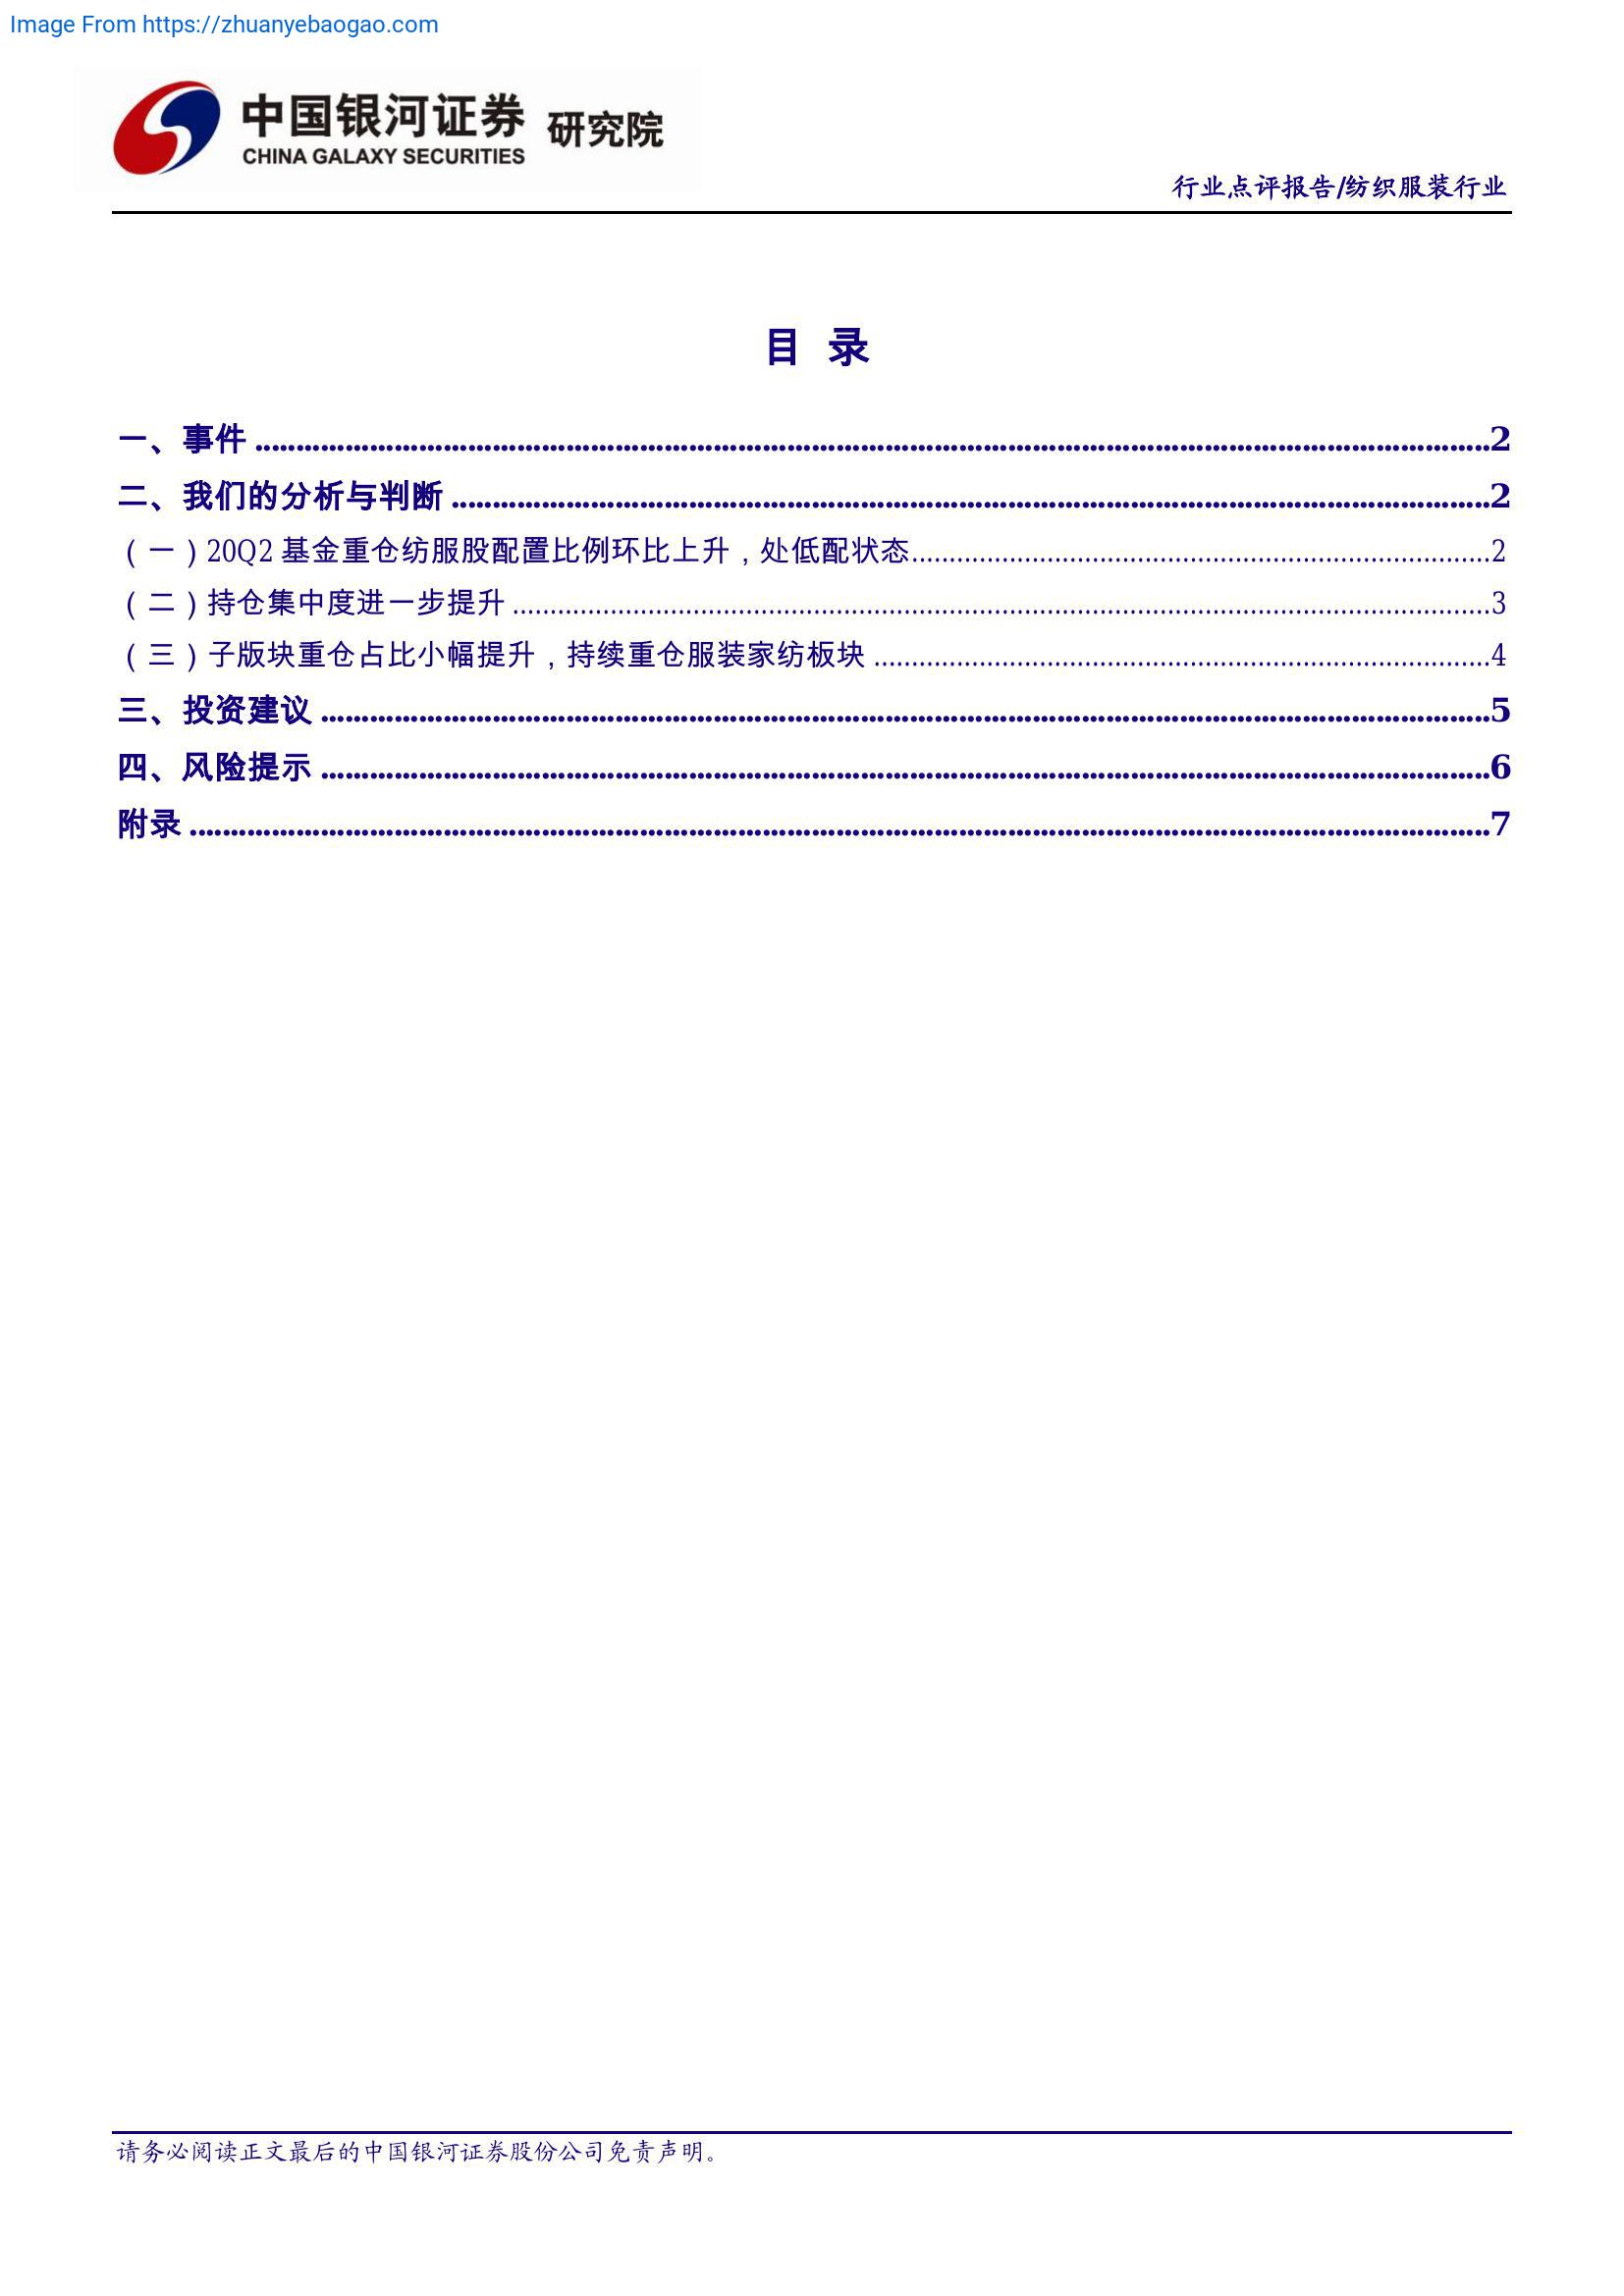 Image From https://zhuanyebaogao.com
中国银河证券 研究院
CHINA GALAXY SECURITIES
行业点评报告/纺织服装行业
目 录
一、事件 ........ 2
二、我们的分析与判断 ........ 2
（一）20Q2 基金重仓纺服股配置比例环比上升，处低配状态 ........ 2
（二）持仓集中度进一步提升 ........ 3
（三）子版块重仓占比小幅提升，持续重仓服装家纺板块 ........ 4
三、投资建议 ........ 5
四、风险提示 ........ 6
附录 ........ 7
请务必阅读正文最后的中国银河证券股份公司免责声明。